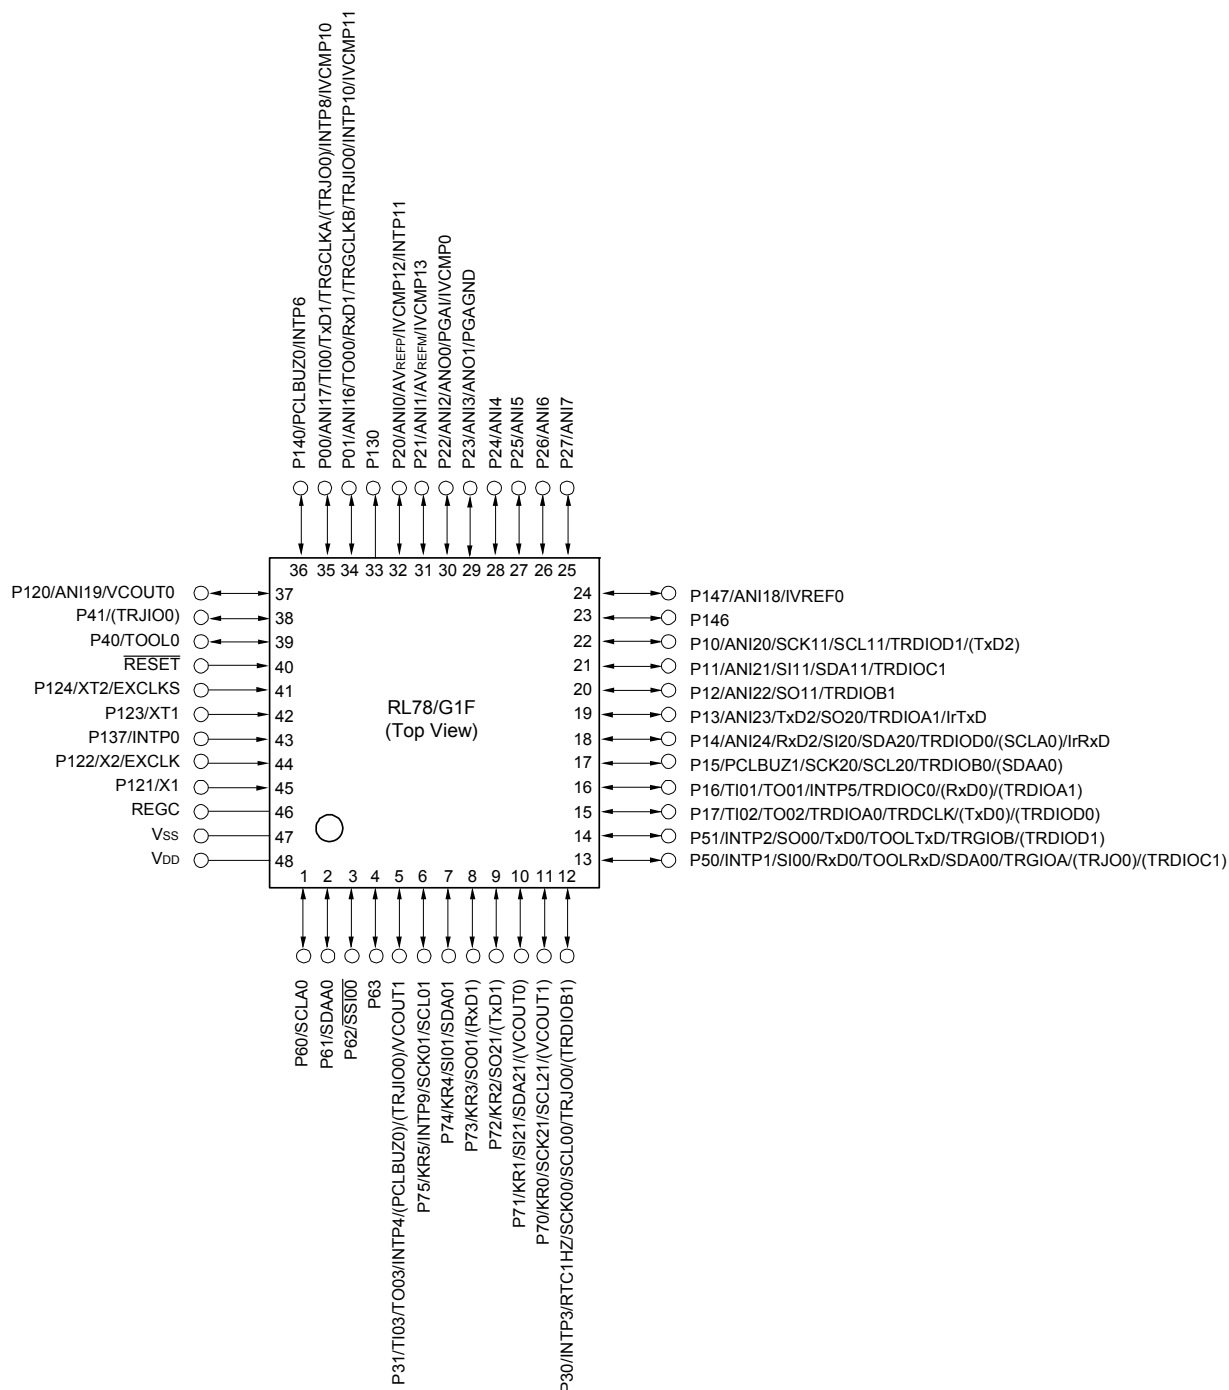 P140/PCLBUZ0/INTP6
P00/ANI17/TI00/TxD1/TRGCLKA/(TRJO0)/INTP8/IVCMP10
P01/ANI16/TO00/RxD1/TRGCLKB/TRJIO0/INTP10/IVCMP11
P130
P20/ANI0/AVREFP/IVCMP12/INTP11
P21/ANI1/AVREFM/IVCMP13
P22/ANI2/ANO0/PGAI/IVCMP0
P23/ANI3/ANO1/PGAGND
P24/ANI4
P25/ANI5
P26/ANI6
P27/ANI7
36 35 34 33 32 31 30 29 28 27 26 25
P120/ANI19/VCOUT0 37
P41/(TRJIO0) 38
P40/TOOL0 39
RESET 40
P124/XT2/EXCLKS 41
P123/XT1 42
P137/INTP0 43
P122/X2/EXCLK 44
P121/X1 45
REGC 46
Vss 47
VDD 48
RL78/G1F
(Top View)
24 P147/ANI18/IVREF0
23 P146
22 P10/ANI20/SCK11/SCL11/TRDIOD1/(TxD2)
21 P11/ANI21/SI11/SDA11/TRDIOC1
20 P12/ANI22/SO11/TRDIOB1
19 P13/ANI23/TxD2/SO20/TRDIOA1/IrTxD
18 P14/ANI24/RxD2/SI20/SDA20/TRDIOD0/(SCLA0)/IrRxD
17 P15/PCLBUZ1/SCK20/SCL20/TRDIOB0/(SDAA0)
16 P16/TI01/TO01/INTP5/TRDIOC0/(RxD0)/(TRDIOA1)
15 P17/TI02/TO02/TRDIOA0/TRDCLK/(TxD0)/(TRDIOD0)
14 P51/INTP2/SO00/TxD0/TOOLTxD/TRGIOB/(TRDIOD1)
13 P50/INTP1/SI00/RxD0/TOOLRxD/SDA00/TRGIOA/(TRJO0)/(TRDIOC1)
1 2 3 4 5 6 7 8 9 10 11 12
P60/SCLA0
P61/SDAA0
P62/SSI00
P63
P31/TI03/TO03/INTP4/(PCLBUZ0)/(TRJIO0)/VCOUT1
P75/KR5/INTP9/SCK01/SCL01
P74/KR4/SI01/SDA01
P73/KR3/SO01/(RxD1)
P72/KR2/SO21/(TxD1)
P71/KR1/SI21/SDA21/(VCOUT0)
P70/KR0/SCK21/SCL21/(VCOUT1)
P30/INTP3/RTC1HZ/SCK00/SCL00/TRJO0/(TRDIOB1)